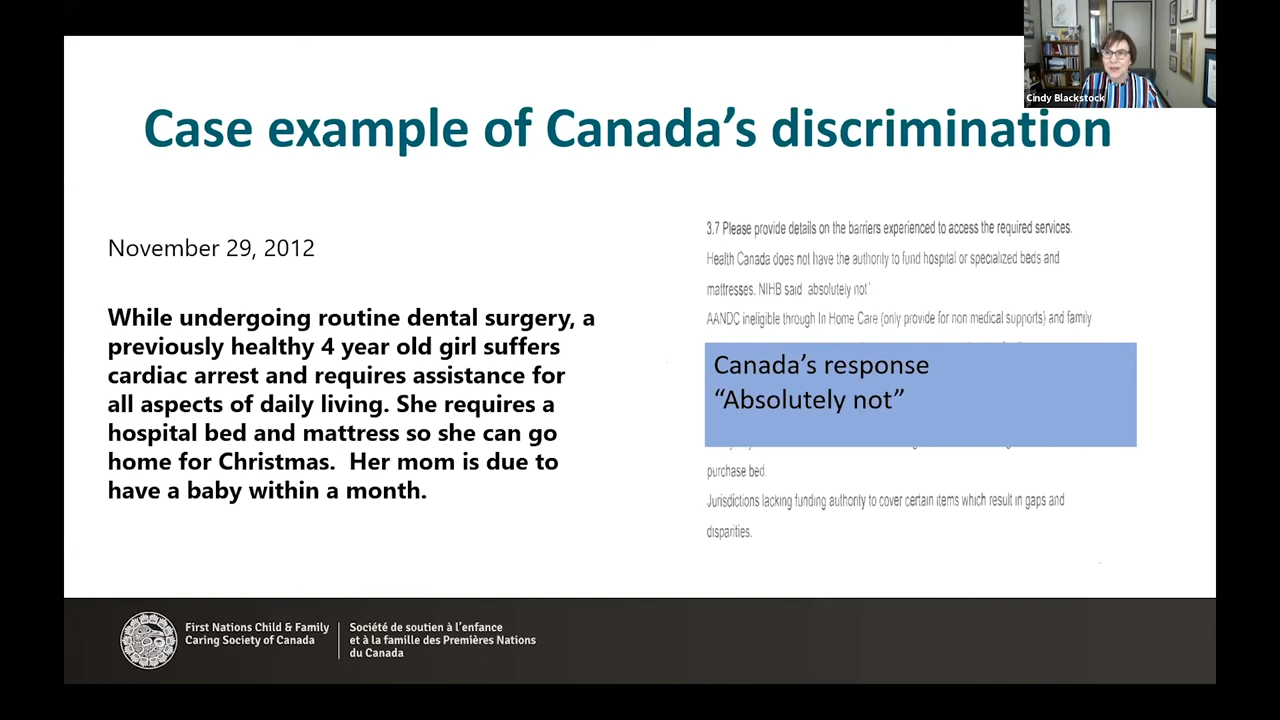 Cindy Blackstock
Case example of Canada's discrimination
November 29, 2012
While undergoing routine dental surgery, a
previously healthy 4 year old girl suffers
cardiac arrest and requires assistance for
all aspects of daily living. She requires a
hospital bed and mattress so she can go
home for Christmas.  Her mom is due to
have a baby within a month.
3.7 Please provide details on the barriers experienced to access the required services.
Health Canada does not have the authority to fund hospital or specialized beds and
mattresses. NIHB said absolutely not'
AANDC ineligible through In Home Care (only provide for non medical supports) and family
Canada's response
“Absolutely not”
purchase bed.
Jurisdictions lacking funding authority to cover certain items which result in gaps and
disparities.
First Nations Child & Family
Caring Society of Canada
Société de soutien à l'enfance
et à la famille des Premières Nations
du Canada